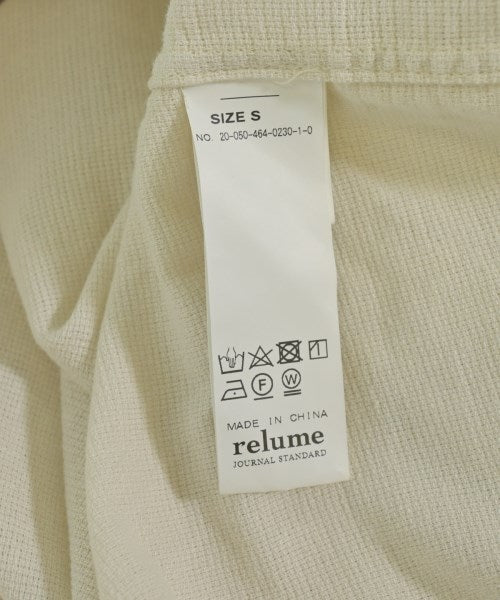 SIZE S
NO. 20-050-464-0230-1-0
F W
MADE IN CHINA
relume
JOURNAL STANDARD